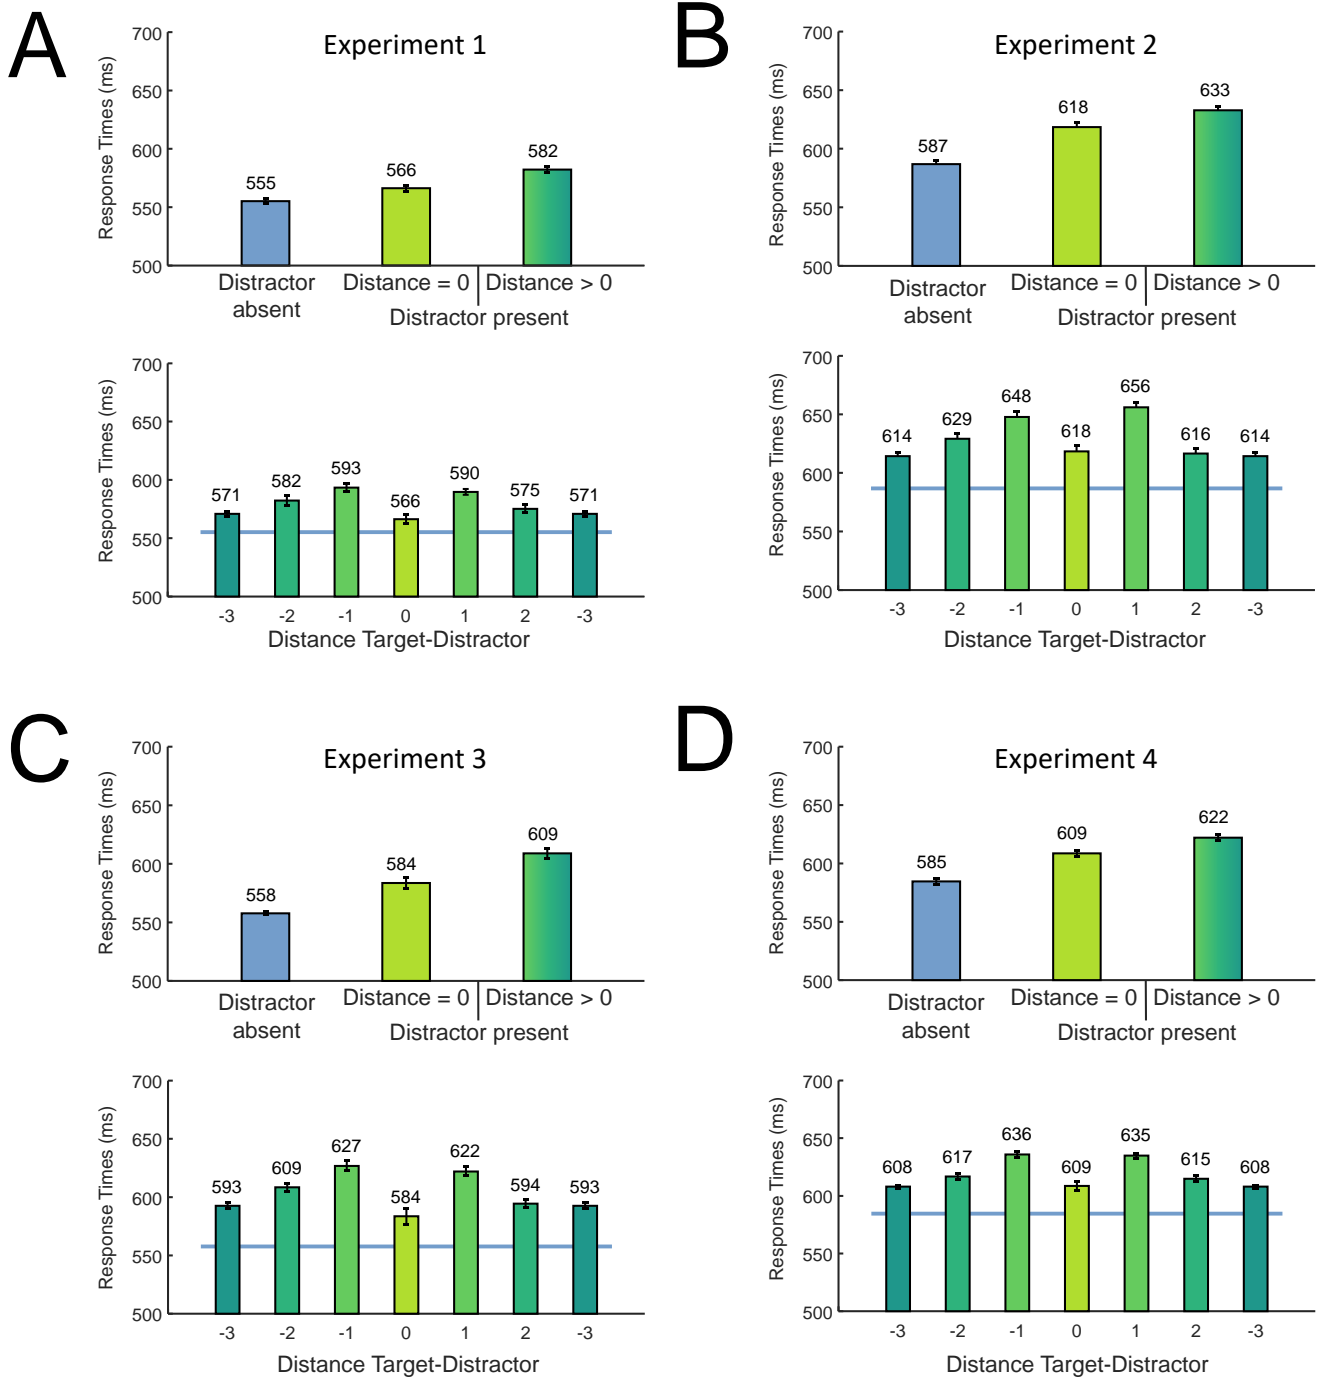 A
Experiment 1
Response Times (ms)
700
650
600
550
500
555
566
582
Distractor absent
Distance = 0
Distance > 0
Distractor present
Response Times (ms)
700
650
600
550
500
571
582
593
566
590
575
571
-3 -2 -1 0 1 2 -3
Distance Target-Distractor
B
Experiment 2
Response Times (ms)
700
650
600
550
500
587
618
633
Distractor absent
Distance = 0
Distance > 0
Distractor present
Response Times (ms)
700
650
600
550
500
614
629
648
618
656
616
614
-3 -2 -1 0 1 2 -3
Distance Target-Distractor
C
Experiment 3
Response Times (ms)
700
650
600
550
500
558
584
609
Distractor absent
Distance = 0
Distance > 0
Distractor present
Response Times (ms)
700
650
600
550
500
593
609
627
584
622
594
593
-3 -2 -1 0 1 2 -3
Distance Target-Distractor
D
Experiment 4
Response Times (ms)
700
650
600
550
500
585
609
622
Distractor absent
Distance = 0
Distance > 0
Distractor present
Response Times (ms)
700
650
600
550
500
608
617
636
609
635
615
608
-3 -2 -1 0 1 2 -3
Distance Target-Distractor